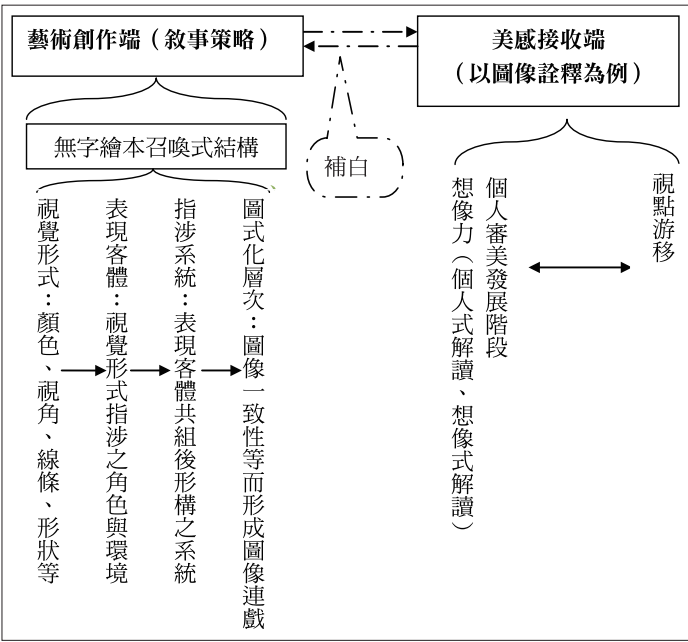 藝術創作端（敘事策略）
美感接收端
（以圖像詮釋為例）
補白
無字繪本召喚式結構
視覺形式：顏色、視角、線條、形狀等
表現客體：視覺形式指涉之角色與環境
指涉系統：表現客體共組後形構之系統
圖式化層次：圖像一致性等而形成圖像連戲
個人審美發展階段
想像力（個人式解讀、想像式解讀）
視點游移